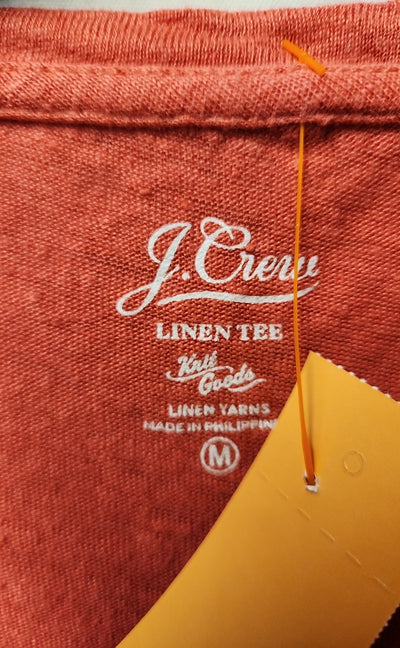 J.Crew
LINEN TEE
Knit
Goods
LINEN YARNS
MADE IN PHILIPPIN
M